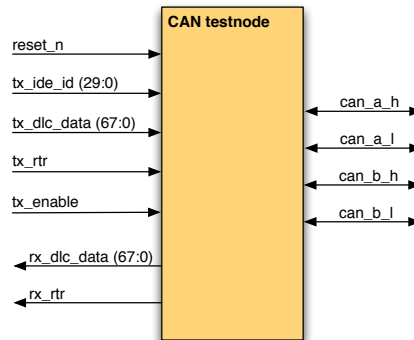 CAN testnode
reset_n
tx_ide_id (29:0)
tx_dlc_data (67:0)
tx_rtr
tx_enable
rx_dlc_data (67:0)
rx_rtr
can_a_h
can_a_l
can_b_h
can_b_l